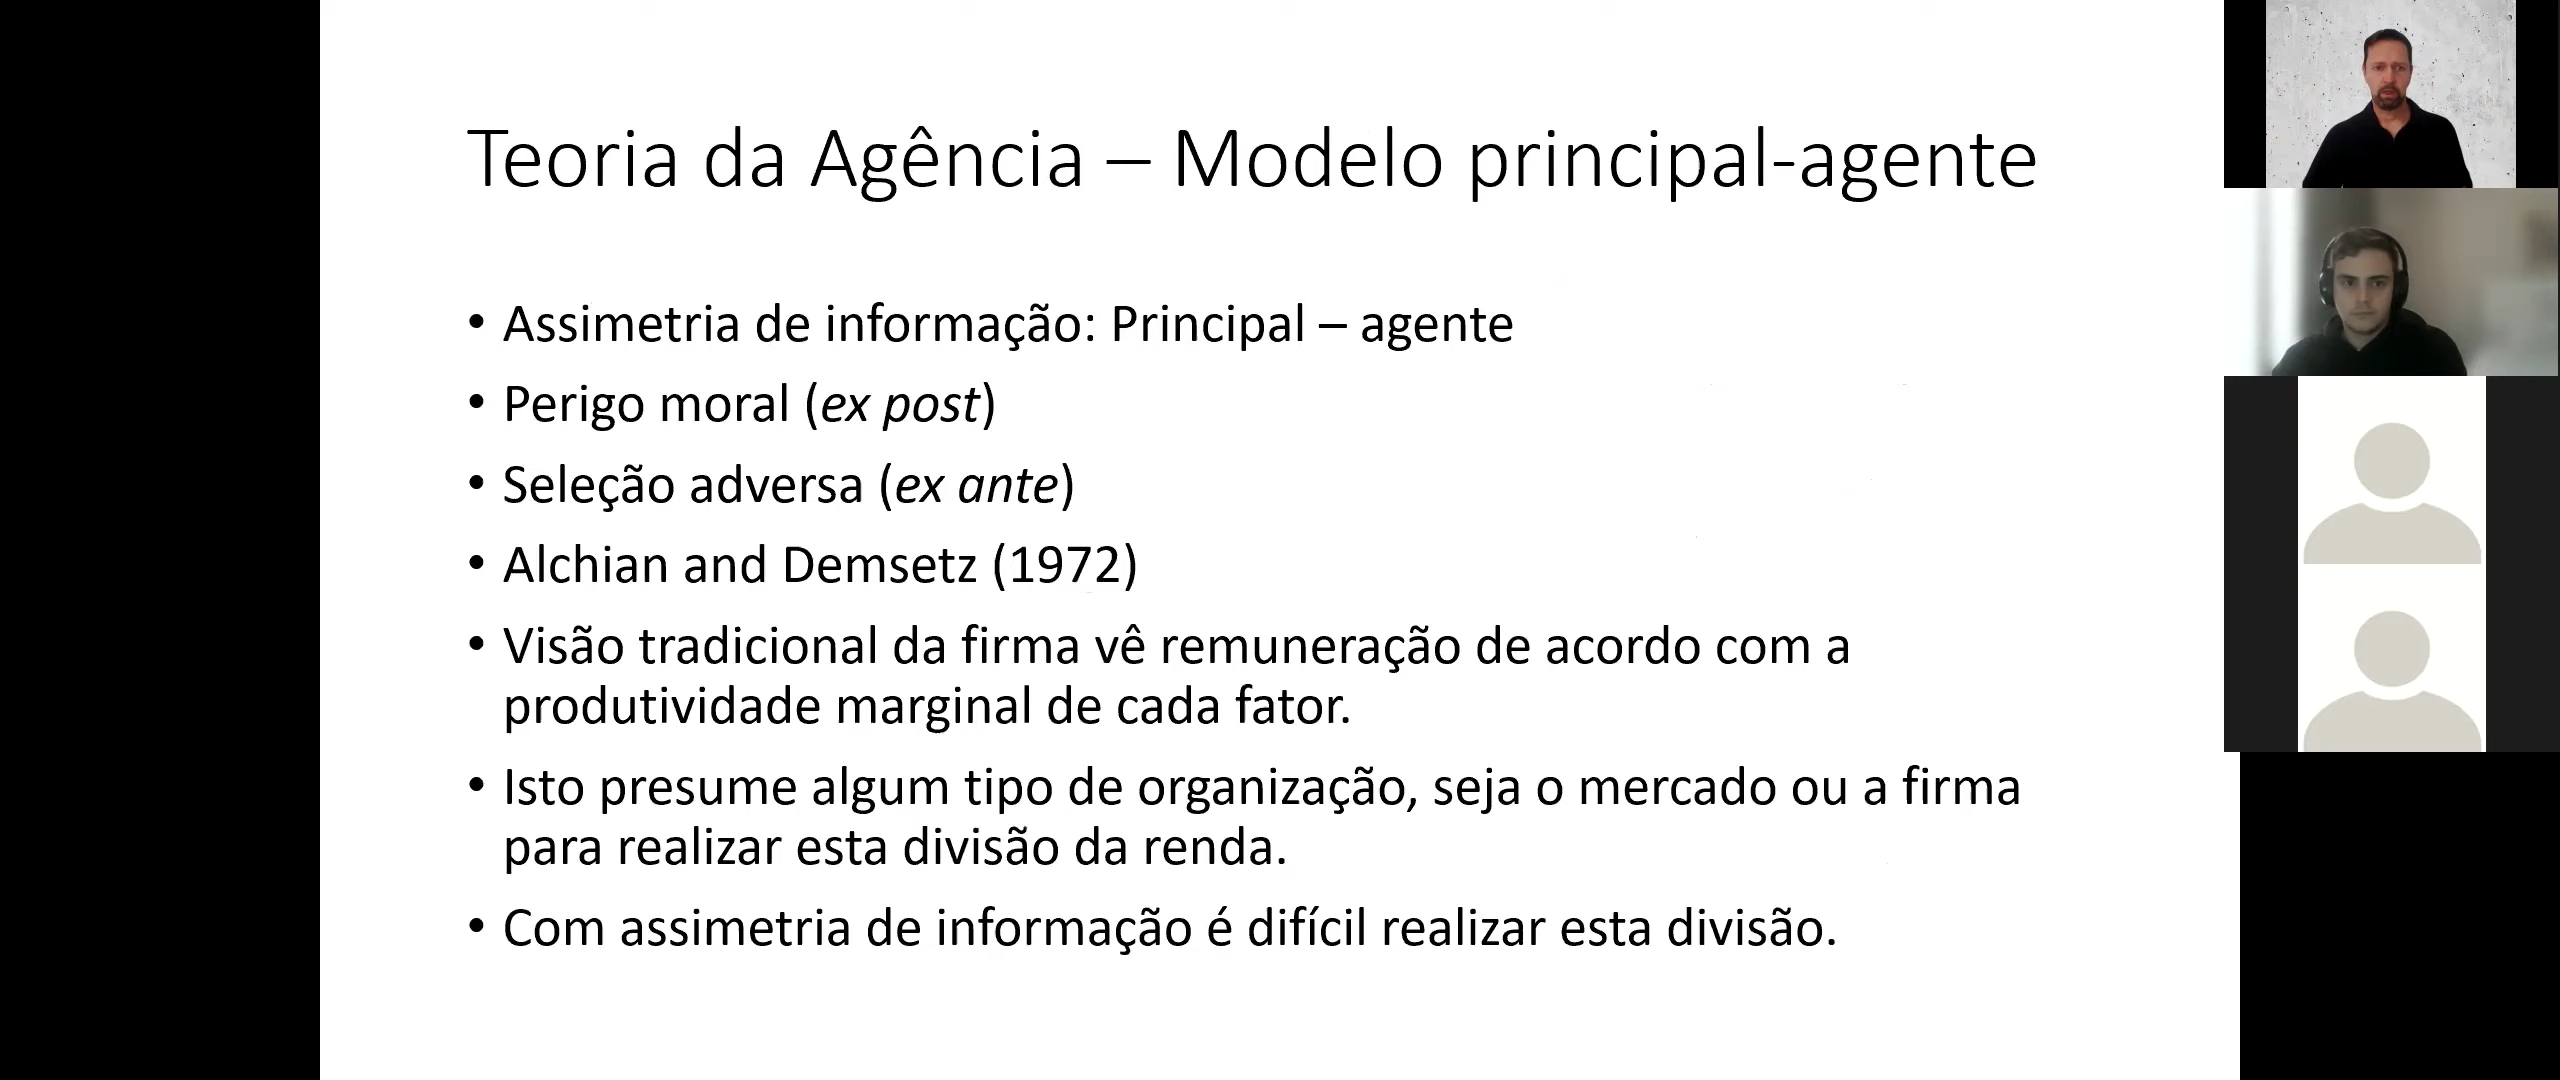 Teoria da Agência – Modelo principal-agente
• Assimetria de informação: Principal – agente
• Perigo moral (ex post)
• Seleção adversa (ex ante)
• Alchian and Demsetz (1972)
• Visão tradicional da firma vê remuneração de acordo com a
produtividade marginal de cada fator.
• Isto presume algum tipo de organização, seja o mercado ou a firma
para realizar esta divisão da renda.
• Com assimetria de informação é difícil realizar esta divisão.